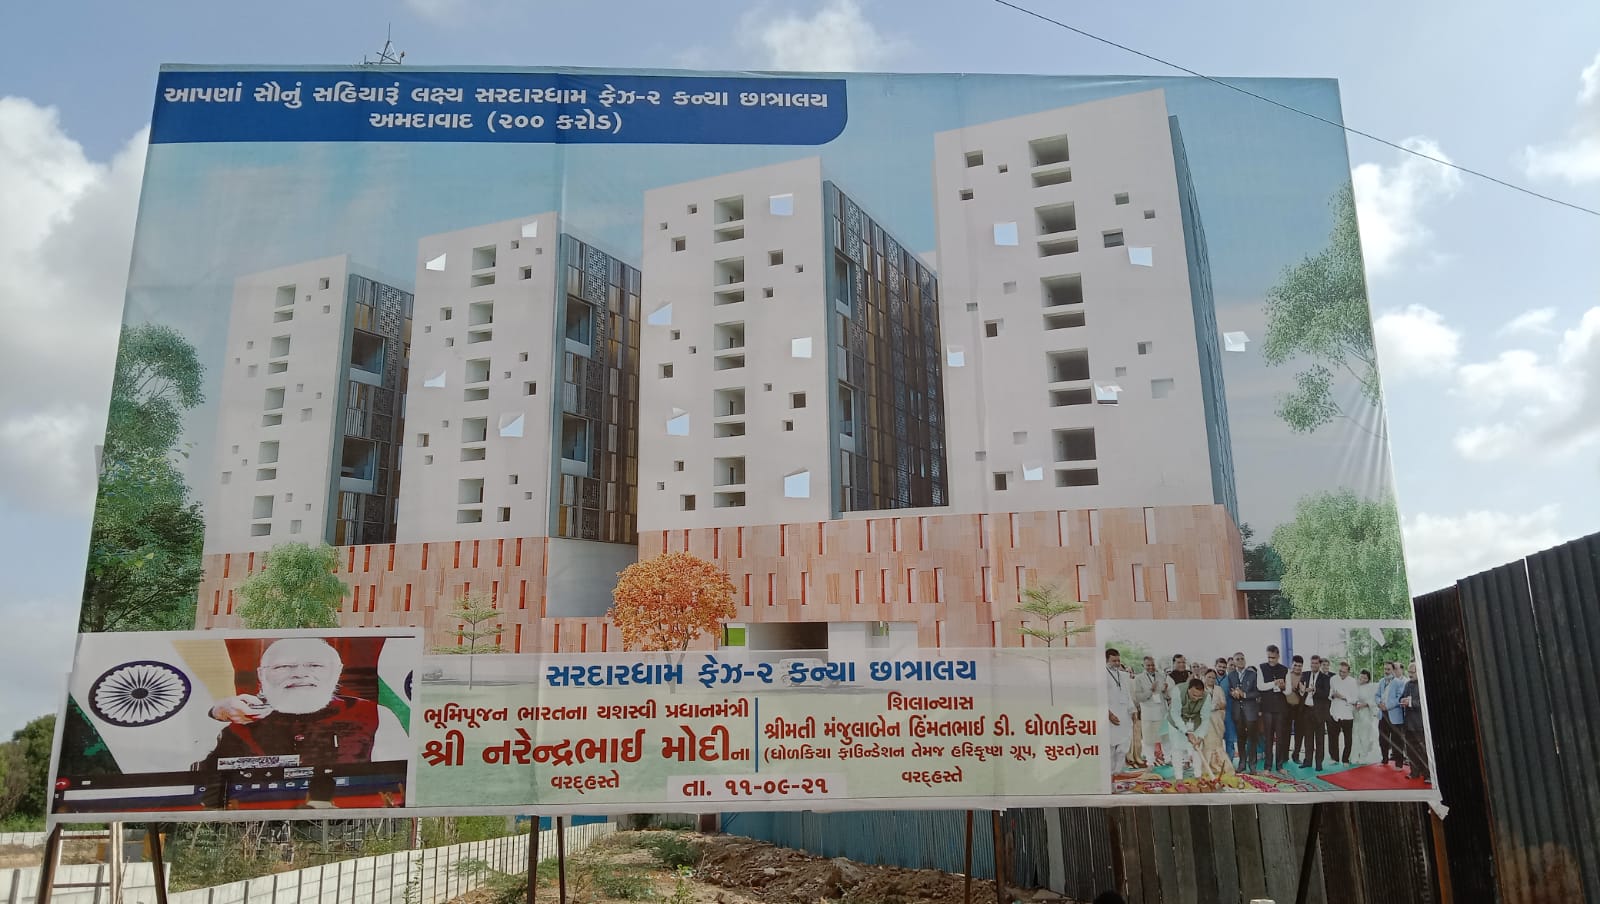 આપણાં સૌનું સહિયારૂં લક્ષ્ય સરદારધામ ફેઝ-૨ કન્યા છાત્રાલય
અમદાવાદ (૨૦૦ કરોડ)
સરદારધામ ફેઝ-૨ કન્યા છાત્રાલય
ભૂમિપૂજન ભારતના યશસ્વી પ્રધાનમંત્રી
શ્રી નરેન્દ્રભાઈ મોદીના
વરદ્હસ્તે
શિલાન્યાસ
શ્રીમતી મંજુલાબેન હિંમતભાઈ ડી. ધોળકિયા
(ધોળકિયા ફાઉન્ડેશન તેમજ હરિકૃષ્ણ ગ્રૂપ, સુરત)ના
વરદ્હસ્તે
તા. ૧૧-૦૯-૨૧